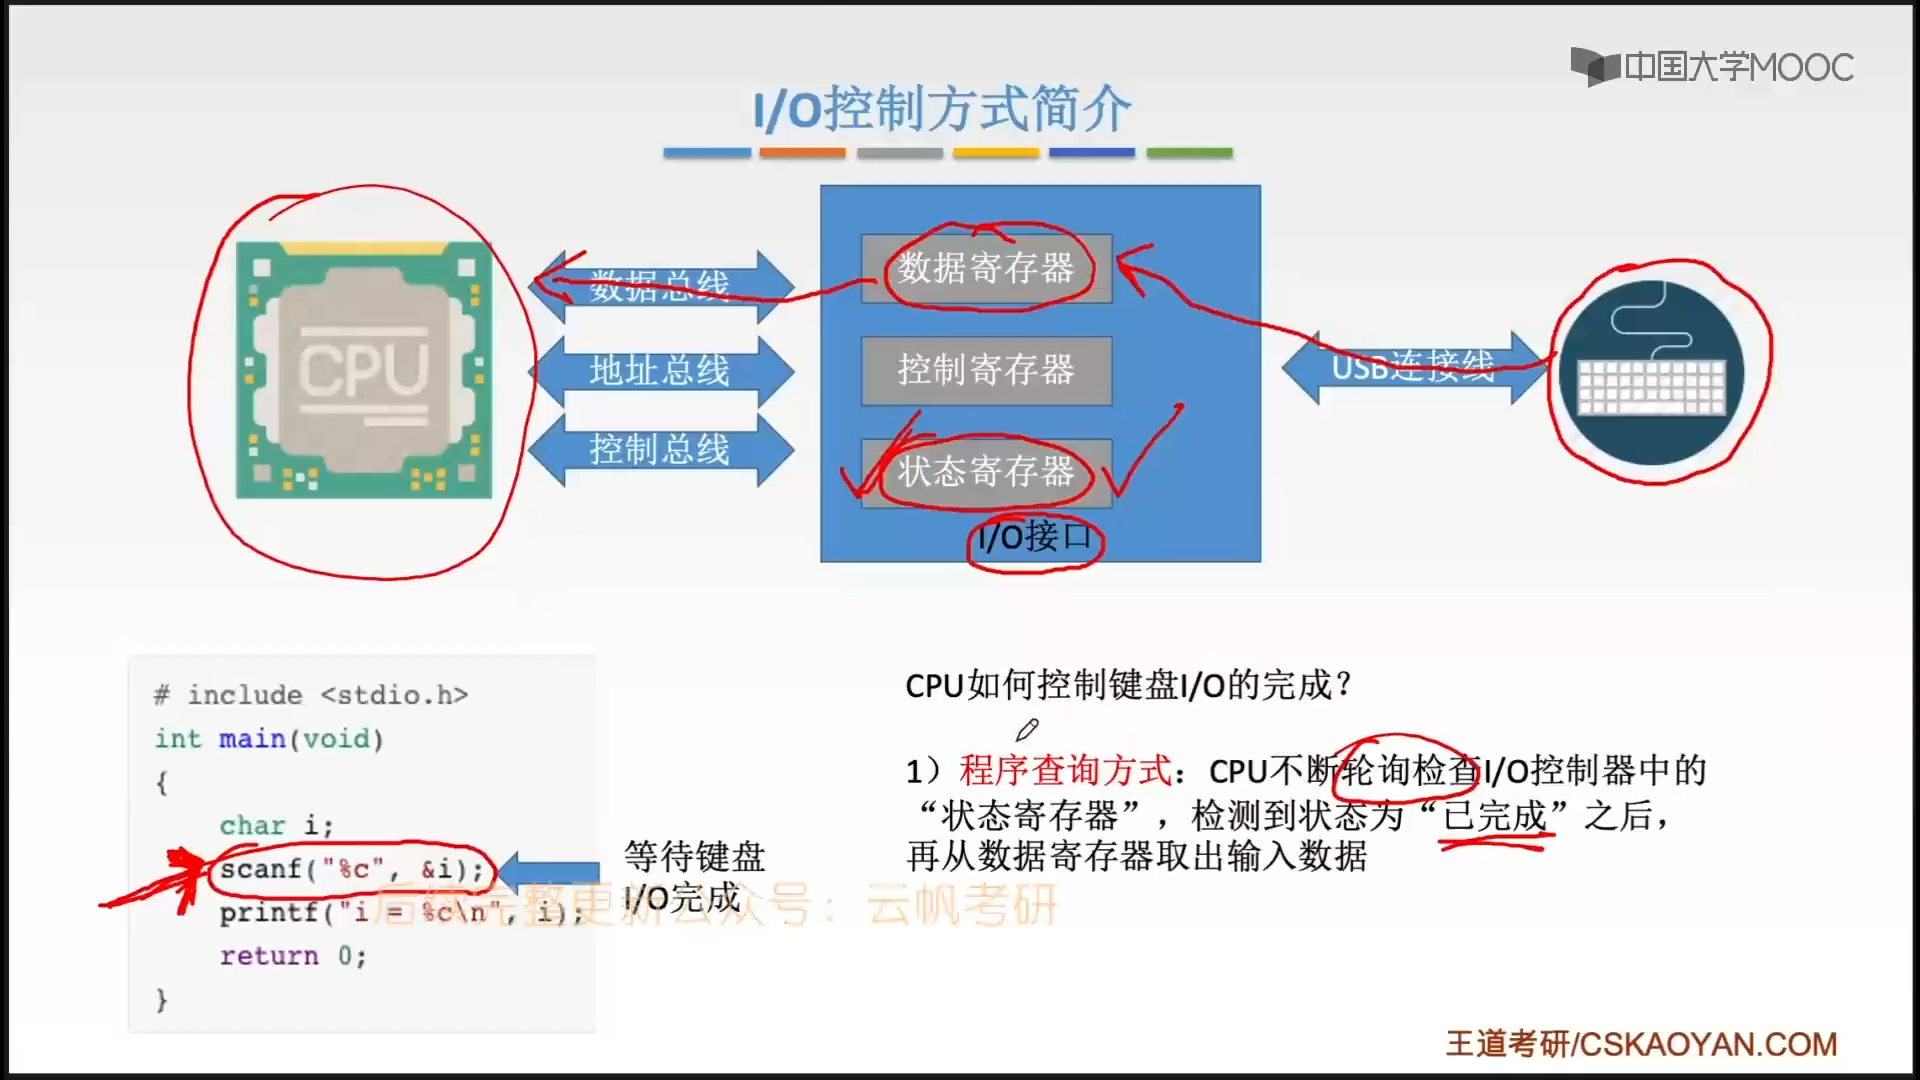 中国大学MOOC
I/O控制方式简介
CPU
数据总线
地址总线
控制总线
数据寄存器
控制寄存器
状态寄存器
I/O接口
USB连接线
# include <stdio.h>
int main(void)
{
char i;
scanf("%c", &i);
printf("i = %c\n", i);
return 0;
}
等待键盘
I/O完成
CPU如何控制键盘I/O的完成？
1）程序查询方式：CPU不断轮询检查I/O控制器中的
“状态寄存器”，检测到状态为“已完成”之后，
再从数据寄存器取出输入数据
后续完整更新公众号：云帆考研
王道考研/CSKAOYAN.COM